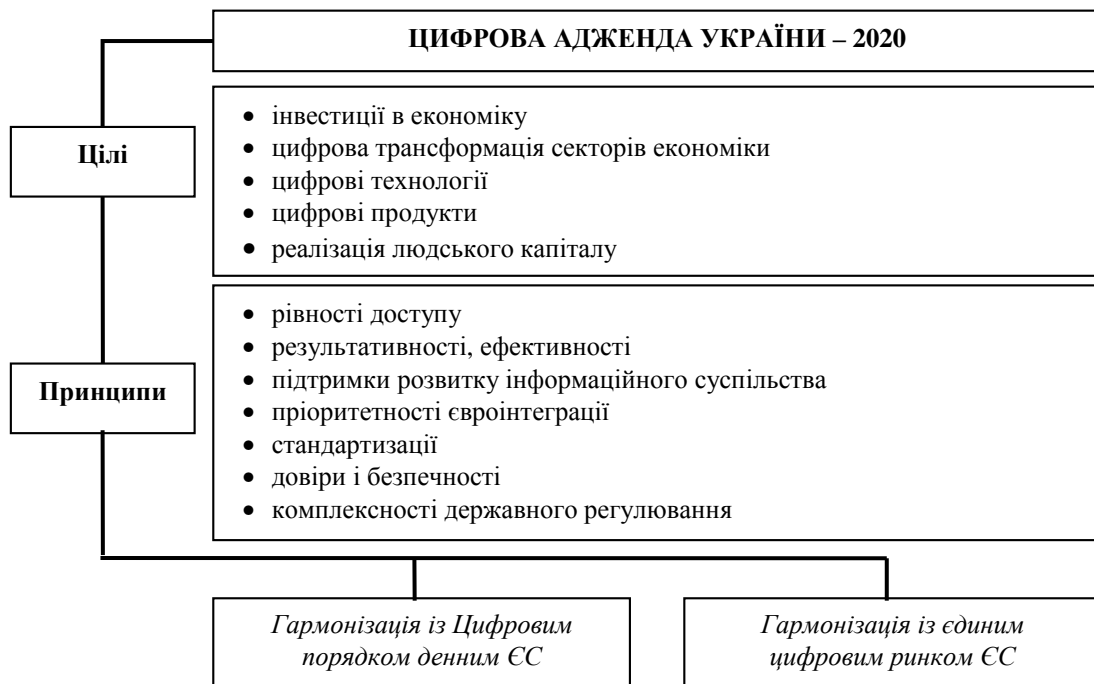 ЦИФРОВА АДЖЕНДА УКРАЇНИ – 2020
Цілі
• інвестиції в економіку
• цифрова трансформація секторів економіки
• цифрові технології
• цифрові продукти
• реалізація людського капіталу
Принципи
• рівності доступу
• результативності, ефективності
• підтримки розвитку інформаційного суспільства
• пріоритетності євроінтеграції
• стандартизації
• довіри і безпечності
• комплексності державного регулювання
Гармонізація із Цифровим
порядком денним ЄС
Гармонізація із єдиним
цифровим ринком ЄС